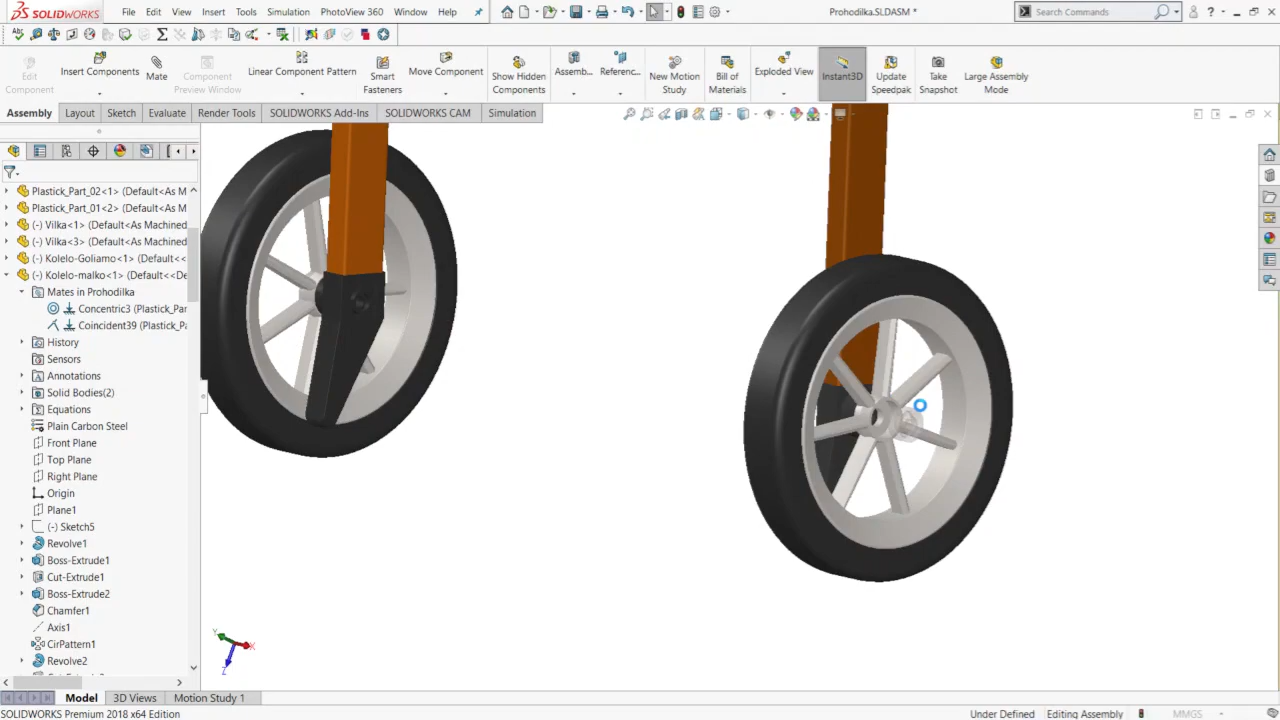 SOLIDWORKS
File Edit View Insert Tools Simulation PhotoView 360 Window Help
Prohodilka.SLDASM *
Search Commands
Edit Component
Insert Components
Mate
Component Preview Window
Linear Component Pattern
Smart Fasteners
Move Component
Show Hidden Components
Assemb...
Referenc...
New Motion Study
Bill of Materials
Exploded View
Instant3D
Update Speedpak
Take Snapshot
Large Assembly Mode
Assembly Layout Sketch Evaluate Render Tools SOLIDWORKS Add-Ins SOLIDWORKS CAM Simulation
Plastick_Part_02<1> (Default<As M
Plastick_Part_01<2> (Default<As M
(-) Vilka<1> (Default<As Machined
(-) Vilka<3> (Default<As Machined
(-) Kolelo-Goliamo<1> (Default<As
(-) Kolelo-malko<1> (Default<<De
Mates in Prohodilka
Concentric3 (Plastick_Par
Coincident39 (Plastick_Pa
History
Sensors
Annotations
Solid Bodies(2)
Equations
Plain Carbon Steel
Front Plane
Top Plane
Right Plane
Origin
Plane1
(-) Sketch5
Revolve1
Boss-Extrude1
Cut-Extrude1
Boss-Extrude2
Chamfer1
Axis1
CirPattern1
Revolve2
Y X Z
Model 3D Views Motion Study 1
SOLIDWORKS Premium 2018 x64 Edition
Under Defined Editing Assembly MMGS